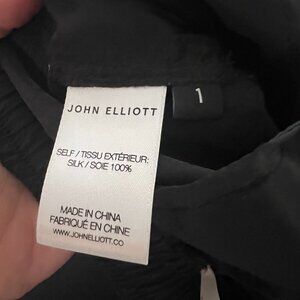 JOHN ELLIOTT
1
SELF / TISSU EXTÉRIEUR:
SILK / SOIE 100%
MADE IN CHINA
FABRIQUÉ EN CHINE
WWW.JOHNELLIOTT.CO